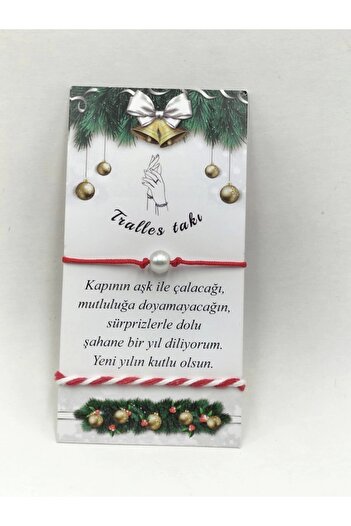 Tralles takı
Kapının aşk ile çalacağı,
mutluluğa doyamayacağın,
sürprizlerle dolu
şahane bir yıl diliyorum.
Yeni yılın kutlu olsun.